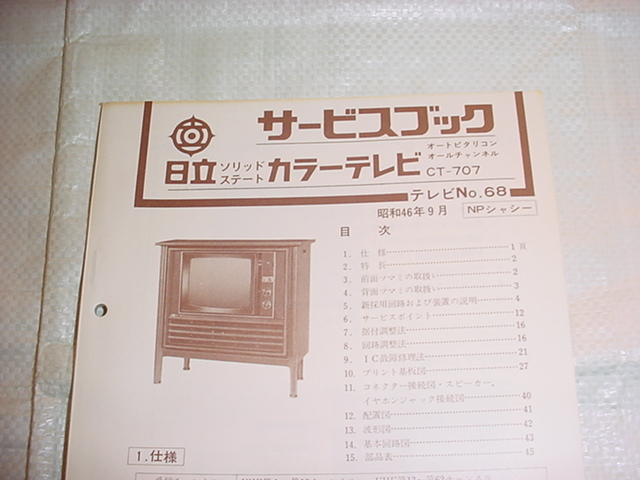 サービスブック
日立 ソリッドステート カラーテレビ オートピタリコン オールチャンネル CT-707
テレビNo.68
昭和46年9月 NPシャシー
目 次
1. 仕 様 1頁
2. 特 長 2
3. 前面ツマミの取扱い 2
4. 背面ツマミの取扱い 3
5. 新採用回路および装置の説明 4
6. サービスポイント 12
7. 据付調整法 16
8. 回路調整法 16
9. IC故障修理法 21
10. プリント基板図 27
11. コネクター接続図・スピーカー,
イヤホンジャック接続図 40
12. 配置図 41
13. 波形図 42
14. 基本回路図 43
15. 部品表 45
1.仕様